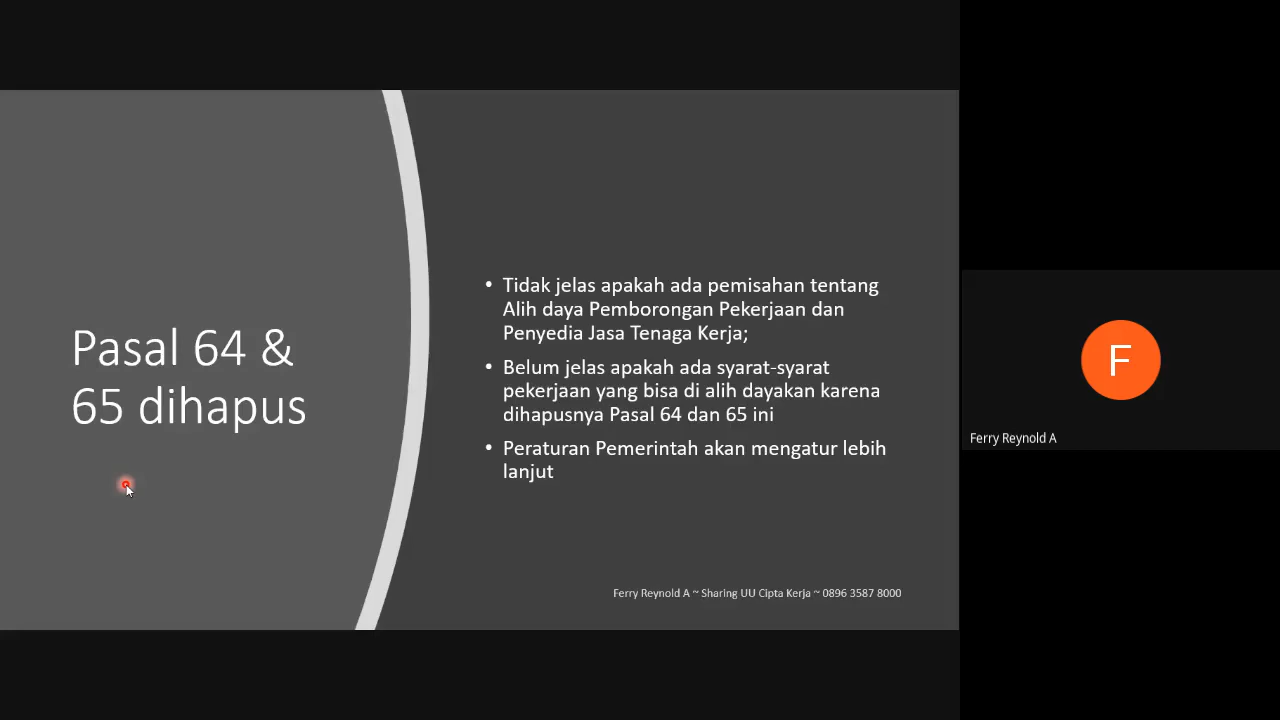 Pasal 64 &
65 dihapus
• Tidak jelas apakah ada pemisahan tentang
Alih daya Pemborongan Pekerjaan dan
Penyedia Jasa Tenaga Kerja;
• Belum jelas apakah ada syarat-syarat
pekerjaan yang bisa di alih dayakan karena
dihapusnya Pasal 64 dan 65 ini
• Peraturan Pemerintah akan mengatur lebih
lanjut
Ferry Reynold A ~ Sharing UU Cipta Kerja ~ 0896 3587 8000
F
Ferry Reynold A